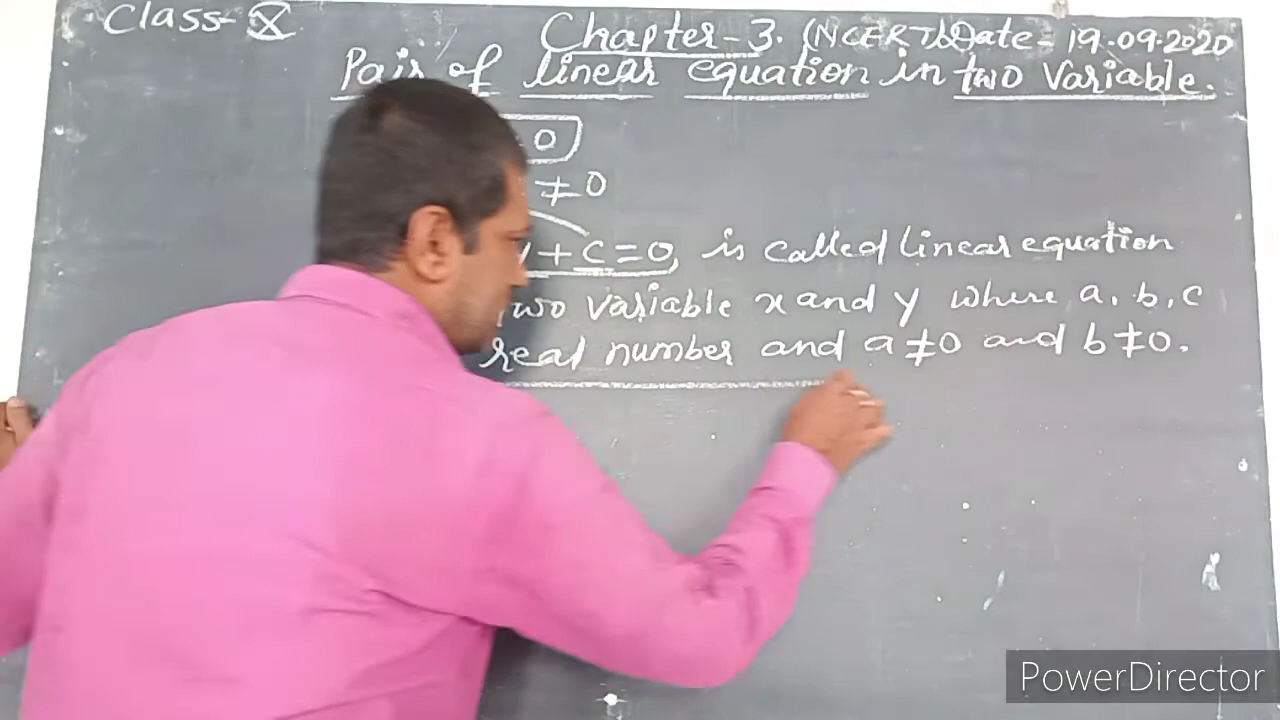 Class-X
Chapter-3. (NCERT) Date-19.09.2020
Pair of linear equation in two variable.
0
≠0
y+c=0, is called linear equation
two variable x and y where a, b, c
real number and a≠0 and b≠0.
PowerDirector